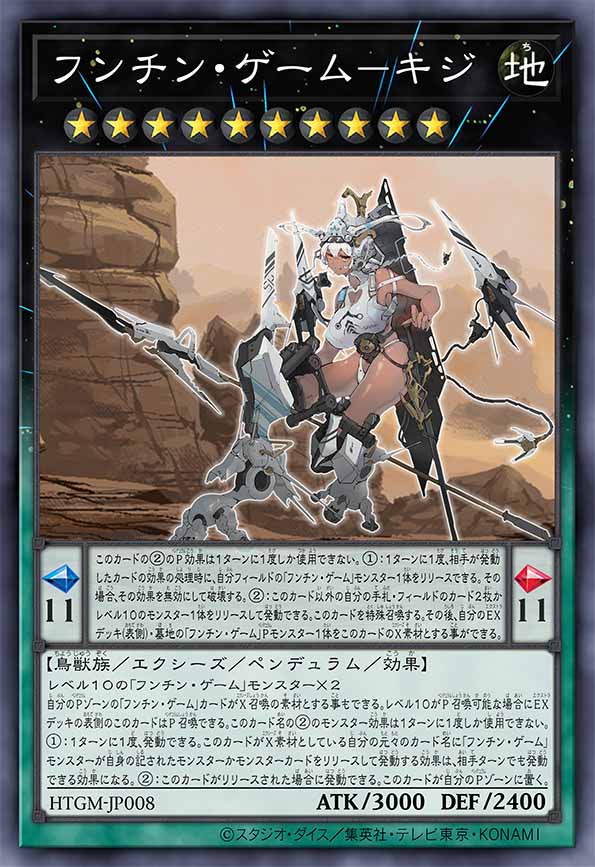 フンチン・ゲームーキジ
地
このカードの②のP効果は1ターンに1度しか使用できない。①：1ターンに1度、相手が発動
したカードの効果の処理時に、自分フィールドの「フンチン・ゲーム」モンスター1体をリリースできる。その
場合、その効果を無効にして破壊する。②：このカード以外の自分の手札・フィールドのカード2枚か
レベル10のモンスター1体をリリースして発動できる。このカードを特殊召喚する。その後、自分のEX
デッキ(表側)・墓地の「フンチン・ゲーム」Pモンスター1体をこのカードのX素材とする事ができる。
11
11
【鳥獣族／エクシーズ／ペンデュラム／効果】
レベル10の「フンチン・ゲーム」モンスター×2
自分のPゾーンの「フンチン・ゲーム」カードがX召喚の素材とする事もできる。レベル10がP召喚可能な場合にEX
デッキの表側のこのカードはP召喚できる。このカード名の②のモンスター効果は1ターンに1度しか使用できない。
①：1ターンに1度、発動できる。このカードがX素材としている自分の元々のカード名に「フンチン・ゲーム」
モンスターが自身の記されたモンスターかモンスターカードをリリースして発動する効果は、相手ターンでも発動
できる効果になる。②：このカードがリリースされた場合に発動できる。このカードが自分のPゾーンに置く。
HTGM-JP008
ATK/3000 DEF/2400
©スタジオ・ダイス／集英社・テレビ東京・KONAMI